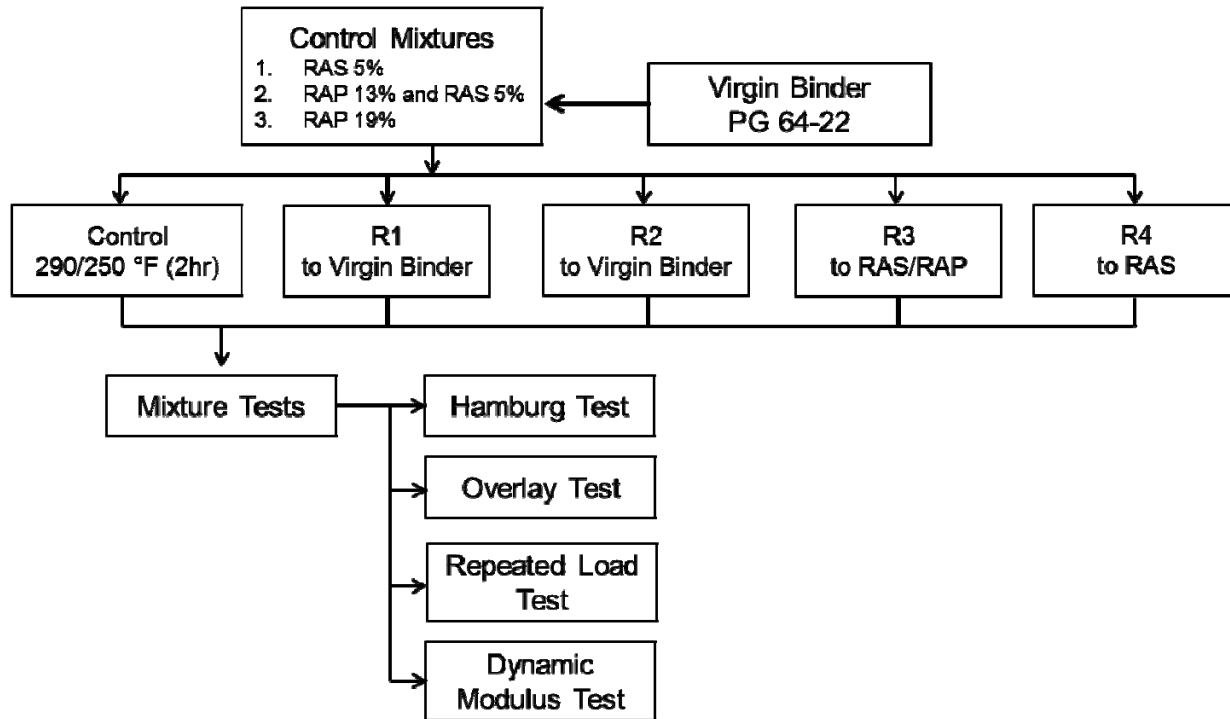 Control Mixtures
1. RAS 5%
2. RAP 13% and RAS 5%
3. RAP 19%
Virgin Binder
PG 64-22
Control
290/250 °F (2hr)
R1
to Virgin Binder
R2
to Virgin Binder
R3
to RAS/RAP
R4
to RAS
Mixture Tests
Hamburg Test
Overlay Test
Repeated Load
Test
Dynamic
Modulus Test